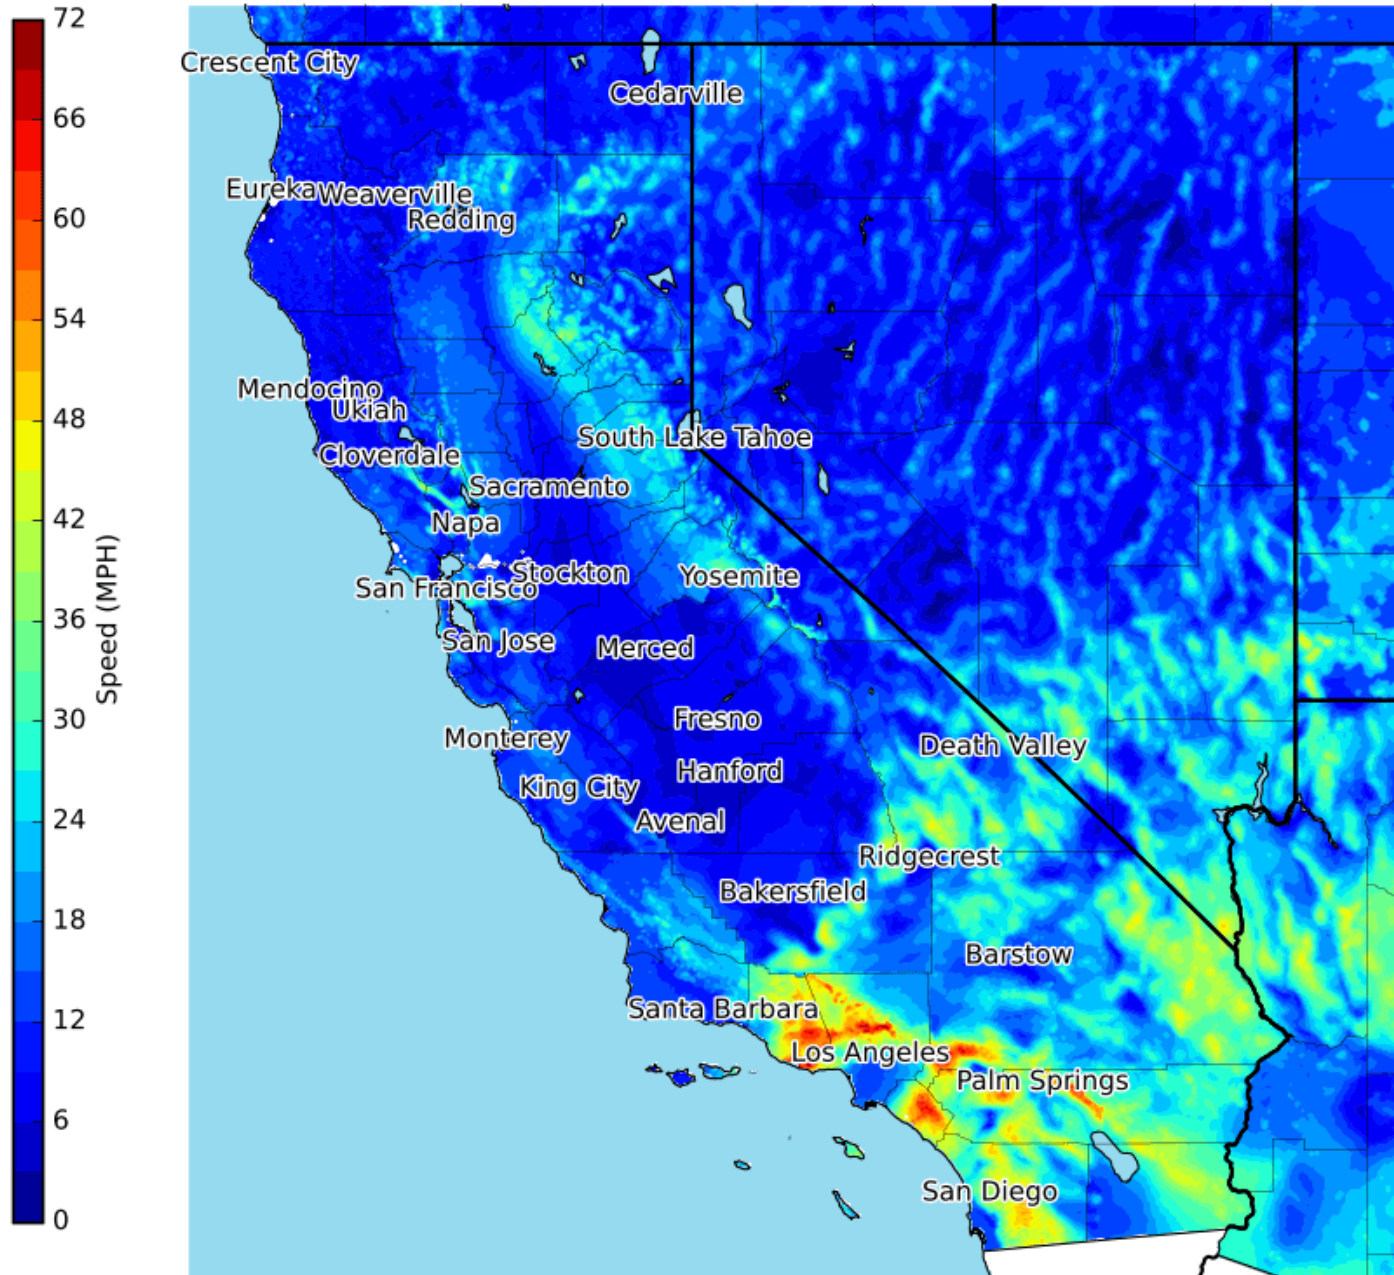 72
66
60
54
48
42
36
30
24
18
12
6
0
Speed (MPH)
Crescent City
Cedarville
Eureka
Weaverville
Redding
Mendocino
Ukiah
South Lake Tahoe
Cloverdale
Sacramento
Napa
Stockton
Yosemite
San Francisco
San Jose
Merced
Fresno
Monterey
Death Valley
Hanford
King City
Avenal
Ridgecrest
Bakersfield
Barstow
Santa Barbara
Los Angeles
Palm Springs
San Diego